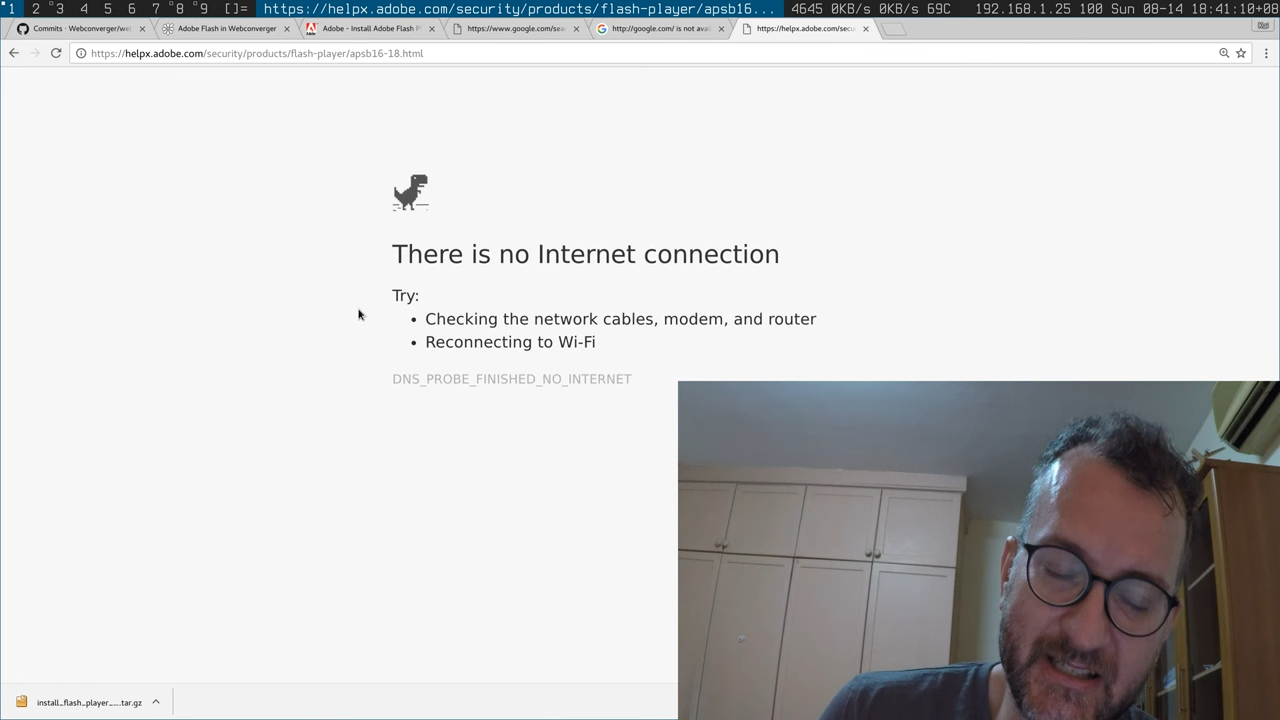 1 2 3 4 5 6 7 8 9 []= https://helpx.adobe.com/security/products/flash-player/apsb16... 4645 0KB/s 0KB/s 69C 192.168.1.25 100 Sun 08-14 18:41:10+08
Commits · Webconverger/we Adobe Flash in Webconverger Adobe - Install Adobe Flash P https://www.google.com/sea http://google.com/ is not ava https://helpx.adobe.com/secu
https://helpx.adobe.com/security/products/flash-player/apsb16-18.html
There is no Internet connection
Try:
• Checking the network cables, modem, and router
• Reconnecting to Wi-Fi
DNS_PROBE_FINISHED_NO_INTERNET
install_flash_player_....tar.gz